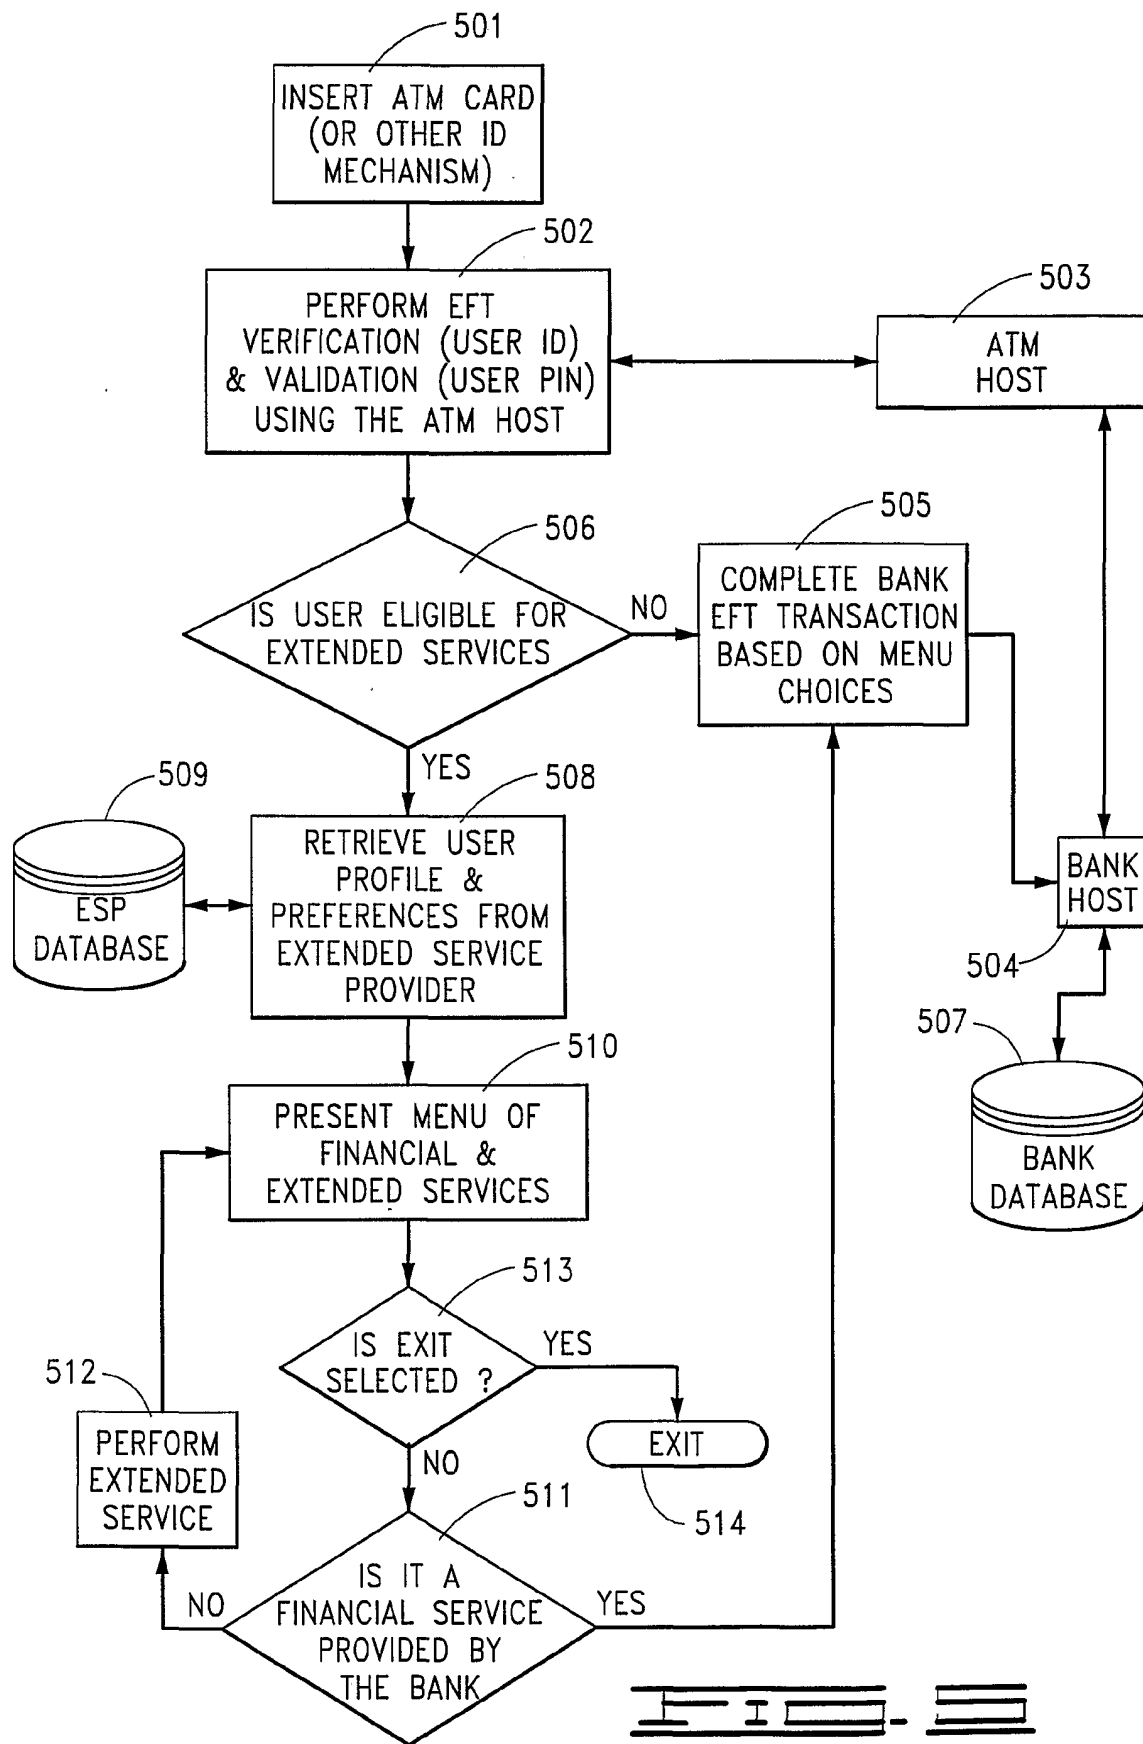 501
INSERT ATM CARD
(OR OTHER ID
MECHANISM)
502
PERFORM EFT
VERIFICATION (USER ID)
& VALIDATION (USER PIN)
USING THE ATM HOST
503
ATM
HOST
506
IS USER ELIGIBLE FOR
EXTENDED SERVICES
NO
505
COMPLETE BANK
EFT TRANSACTION
BASED ON MENU
CHOICES
YES
509
ESP
DATABASE
508
RETRIEVE USER
PROFILE &
PREFERENCES FROM
EXTENDED SERVICE
PROVIDER
BANK
HOST
504
507
BANK
DATABASE
510
PRESENT MENU OF
FINANCIAL &
EXTENDED SERVICES
513
IS EXIT
SELECTED ?
YES
EXIT
514
NO
512
PERFORM
EXTENDED
SERVICE
511
IS IT A
FINANCIAL SERVICE
PROVIDED BY
THE BANK
NO
YES